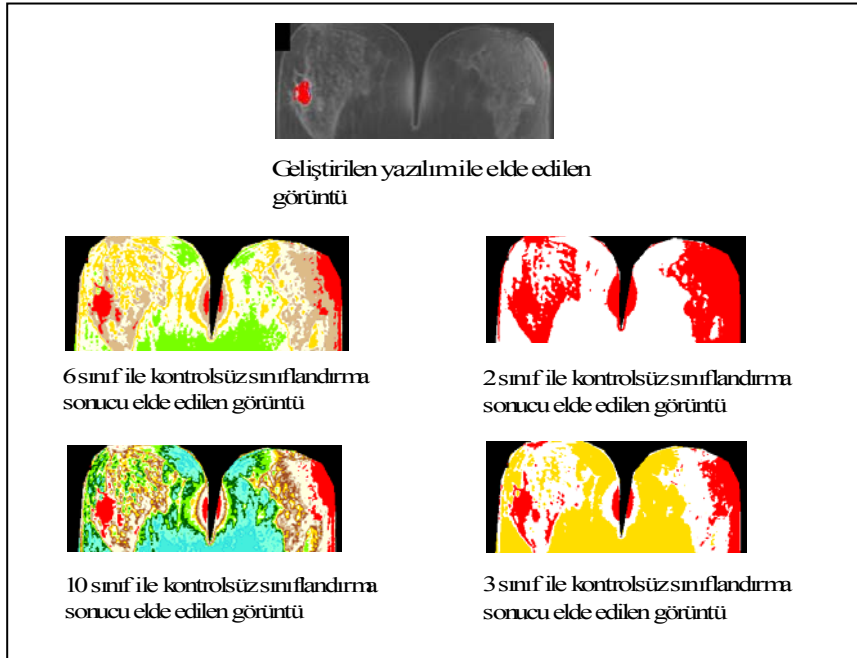 Geliştirilen yazılım ile elde edilen
görüntü
6 sınıf ile kontrolsüz sınıflandırma
sonucu elde edilen görüntü
2 sınıf ile kontrolsüz sınıflandırma
sonucu elde edilen görüntü
10 sınıf ile kontrolsüz sınıflandırma
sonucu elde edilen görüntü
3 sınıf ile kontrolsüz sınıflandırma
sonucu elde edilen görüntü